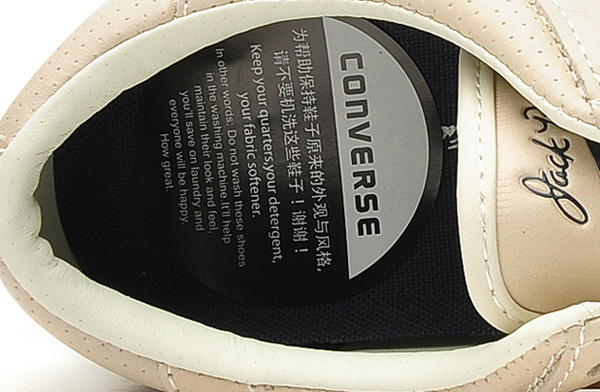 CONVERSE
为帮助保持鞋子原来的外观与风格,
请不要机洗这些鞋子！谢谢！
Keep your quarters,your detergent,
your fabric softener.
In other words: Do not wash these shoes
in the washing machine.It'll help
maintain their look and feel,
you'll save on laundry and
everyone will be happy.
How great.
Jack